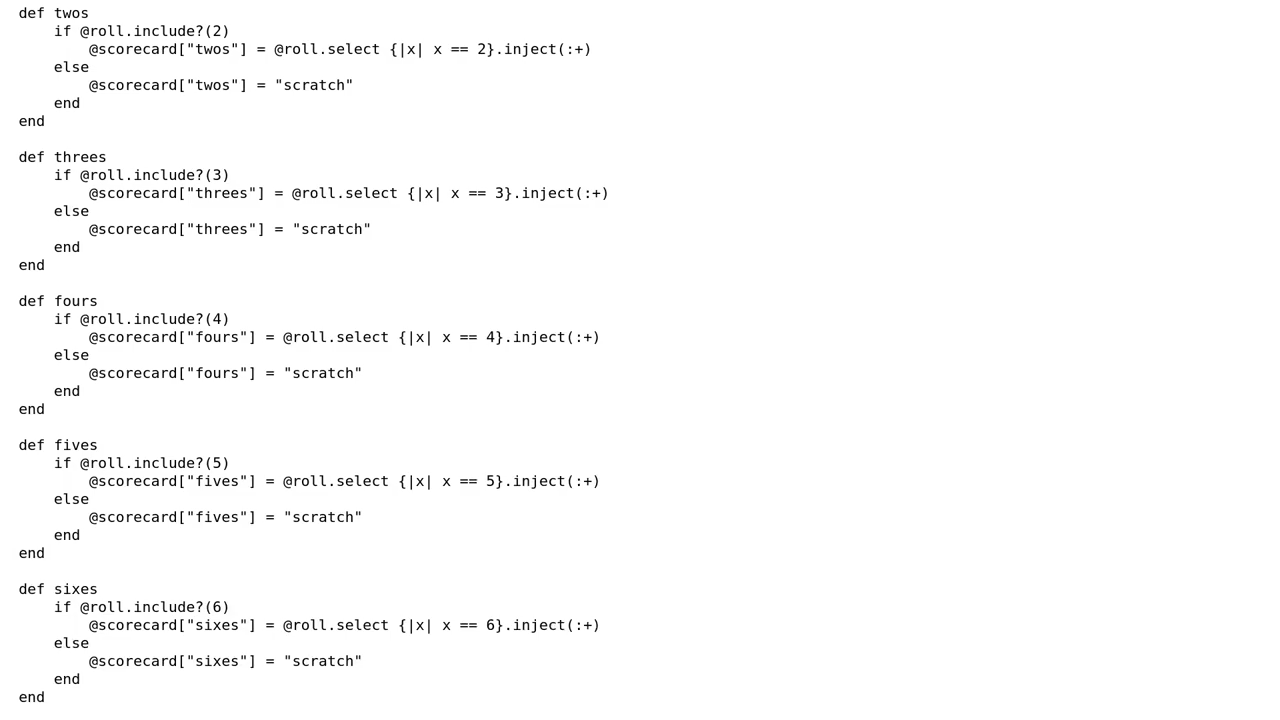 def twos
    if @roll.include?(2)
        @scorecard["twos"] = @roll.select {|x| x == 2}.inject(:+)
    else
        @scorecard["twos"] = "scratch"
    end
end

def threes
    if @roll.include?(3)
        @scorecard["threes"] = @roll.select {|x| x == 3}.inject(:+)
    else
        @scorecard["threes"] = "scratch"
    end
end

def fours
    if @roll.include?(4)
        @scorecard["fours"] = @roll.select {|x| x == 4}.inject(:+)
    else
        @scorecard["fours"] = "scratch"
    end
end

def fives
    if @roll.include?(5)
        @scorecard["fives"] = @roll.select {|x| x == 5}.inject(:+)
    else
        @scorecard["fives"] = "scratch"
    end
end

def sixes
    if @roll.include?(6)
        @scorecard["sixes"] = @roll.select {|x| x == 6}.inject(:+)
    else
        @scorecard["sixes"] = "scratch"
    end
end